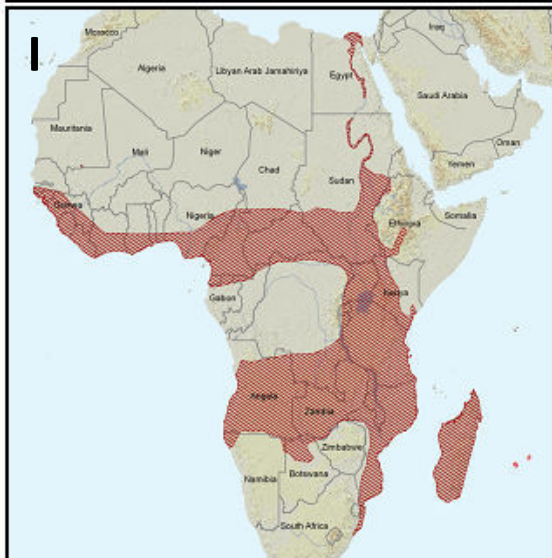 I
Morocco
Iraq
Algeria
Libyan Arab Jamahiriya
Egypt
Saudi Arabia
Mauritania
Oman
Mali
Niger
Yemen
Chad
Sudan
Guinea
Nigeria
Ethiopia
Somalia
Gabon
Kenya
Angola
Zambia
Zimbabwe
Namibia
Botswana
South Africa